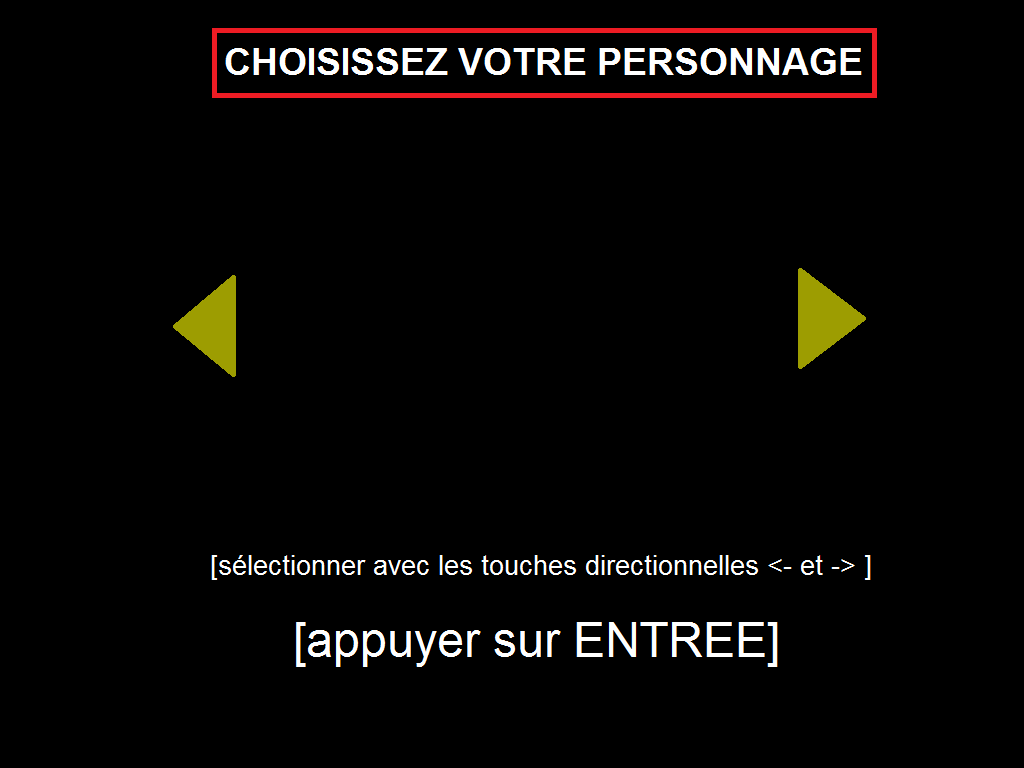 CHOISISSEZ VOTRE PERSONNAGE
[sélectionner avec les touches directionnelles <- et -> ]
[appuyer sur ENTREE]